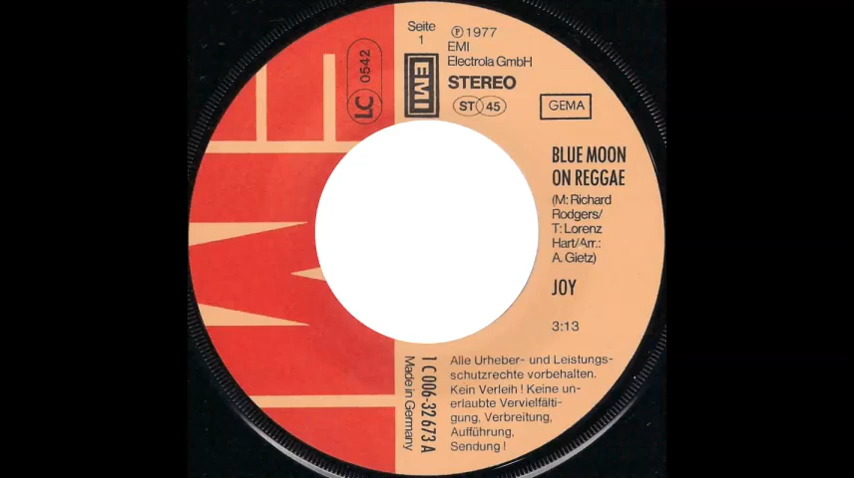 Seite
1
℗ 1977
EMI
Electrola GmbH
STEREO
ST 45
GEMA
EMI
LC 0542
BLUE MOON
ON REGGAE
(M: Richard
Rodgers/
T: Lorenz
Hart/Arr.:
A. Gietz)
JOY
3:13
1 C 006-32 673 A
Made in Germany
Alle Urheber- und Leistungs-
schutzrechte vorbehalten.
Kein Verleih! Keine un-
erlaubte Vervielfälti-
gung, Verbreitung,
Aufführung,
Sendung!
EMI